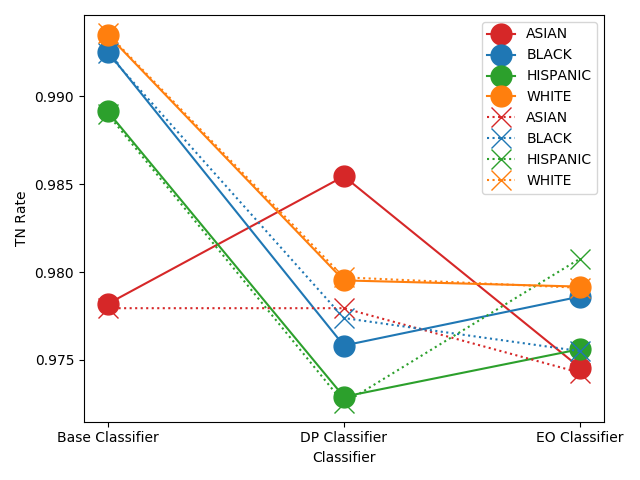 ASIAN
BLACK
HISPANIC
WHITE
ASIAN
BLACK
HISPANIC
WHITE
0.990
0.985
0.980
0.975
TN Rate
Base Classifier
DP Classifier
EO Classifier
Classifier